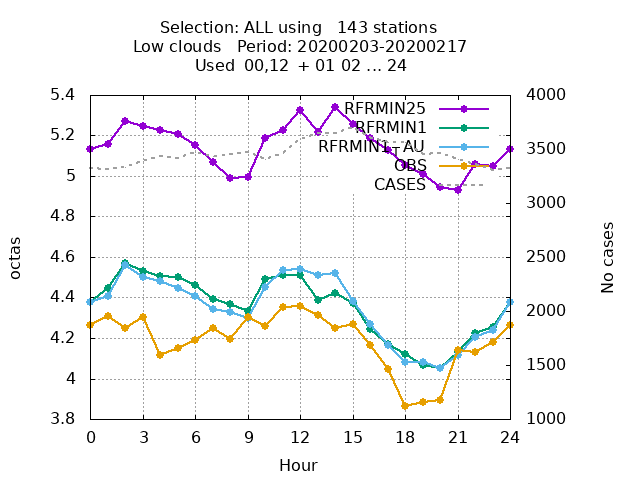 Selection: ALL using   143 stations
Low clouds   Period: 20200203-20200217
Used  00,12  + 01 02 ... 24
5.4
5.2
5
4.8
4.6
4.4
4.2
4
3.8
octas
4000
3500
3000
2500
2000
1500
1000
No cases
RFRMIN25
RFRMIN1
RFRMIN1_TAU
OBS
CASES
0 3 6 9 12 15 18 21 24
Hour